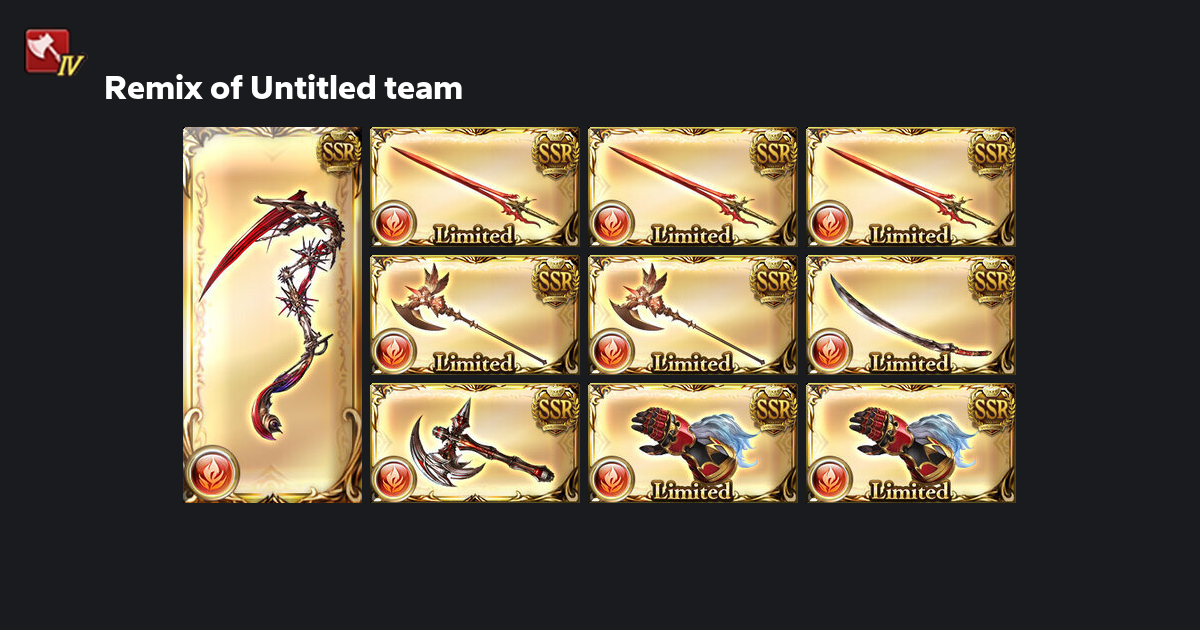 IV
Remix of Untitled team
SSR
SSR SSR SSR
Limited Limited Limited
SSR SSR SSR
Limited Limited Limited
SSR SSR SSR
Limited Limited